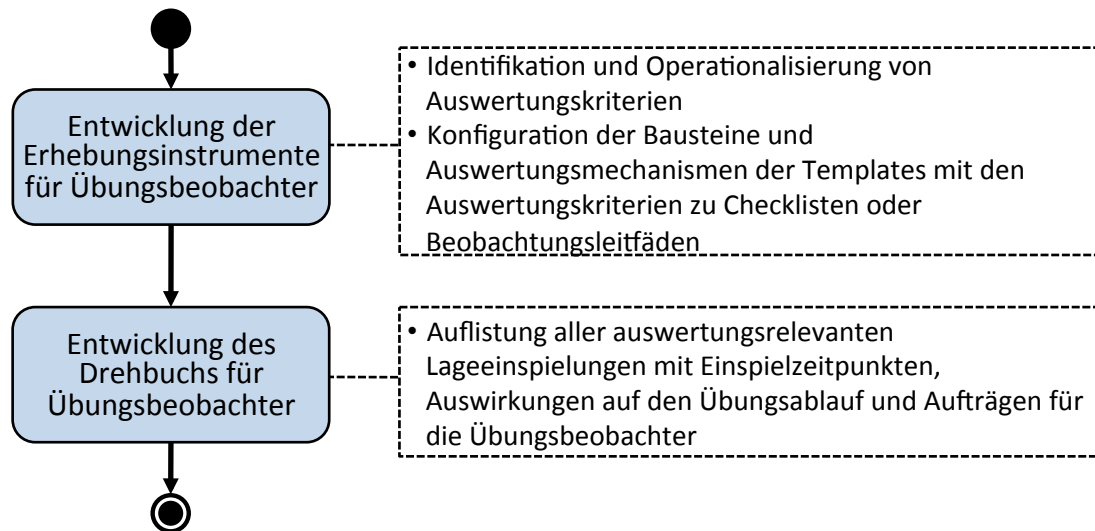 Entwicklung der
Erhebungsinstrumente
für Übungsbeobachter
• Identifikation und Operationalisierung von
Auswertungskriterien
• Konfiguration der Bausteine und
Auswertungsmechanismen der Templates mit den
Auswertungskriterien zu Checklisten oder
Beobachtungsleitfäden
Entwicklung des
Drehbuchs für
Übungsbeobachter
• Auflistung aller auswertungsrelevanten
Lageeinspielungen mit Einspielzeitpunkten,
Auswirkungen auf den Übungsablauf und Aufträgen für
die Übungsbeobachter